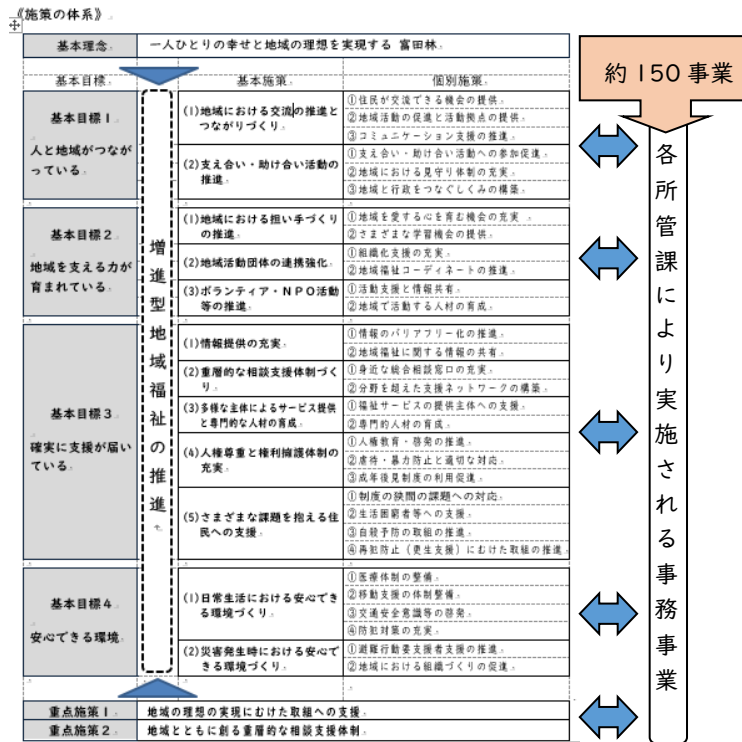 《施策の体系》
基本理念 一人ひとりの幸せと地域の理想を実現する 富田林
基本目標 基本施策 個別施策
基本目標1
人と地域がつながっている
(1)地域における交流の推進とつながりづくり
①住民が交流できる機会の提供
②地域活動の促進と活動拠点の提供
③コミュニケーション支援の推進
(2)支え合い・助け合い活動の推進
①支え合い・助け合い活動への参加促進
②地域における見守り体制の充実
③地域と行政をつなぐしくみの構築
基本目標2
地域を支える力が育まれている
(1)地域における担い手づくりの推進
①地域を愛する心を育む機会の充実
②さまざまな学習機会の提供
(2)地域活動団体の連携強化
①組織化支援の充実
②地域福祉コーディネートの推進
(3)ボランティア・NPO活動等の推進
①活動支援と情報共有
②地域で活動する人材の育成
基本目標3
確実に支援が届いている
(1)情報提供の充実
①情報のバリアフリー化の推進
②地域福祉に関する情報の共有
(2)重層的な相談支援体制づくり
①身近な総合相談窓口の充実
②分野を超えた支援ネットワークの構築
(3)多様な主体によるサービス提供と専門的な人材の育成
①福祉サービスの提供主体への支援
②専門的人材の育成
(4)人権尊重と権利擁護体制の充実
①人権教育・啓発の推進
②虐待・暴力防止と適切な対応
③成年後見制度の利用促進
(5)さまざまな課題を抱える住民への支援
①制度の狭間の課題への対応
②生活困窮者等への支援
③自殺予防の取組の推進
④再犯防止（更生支援）にむけた取組の推進
基本目標4
安心できる環境
(1)日常生活における安心できる環境づくり
①医療体制の整備
②移動支援の体制整備
③交通安全意識等の啓発
④防犯対策の充実
(2)災害発生時における安心できる環境づくり
①避難行動要支援者支援の推進
②地域における組織づくりの促進
増進型地域福祉の推進
重点施策1 地域の理想の実現にむけた取組への支援
重点施策2 地域とともに創る重層的な相談支援体制
約150事業
各所管課により実施される事務事業